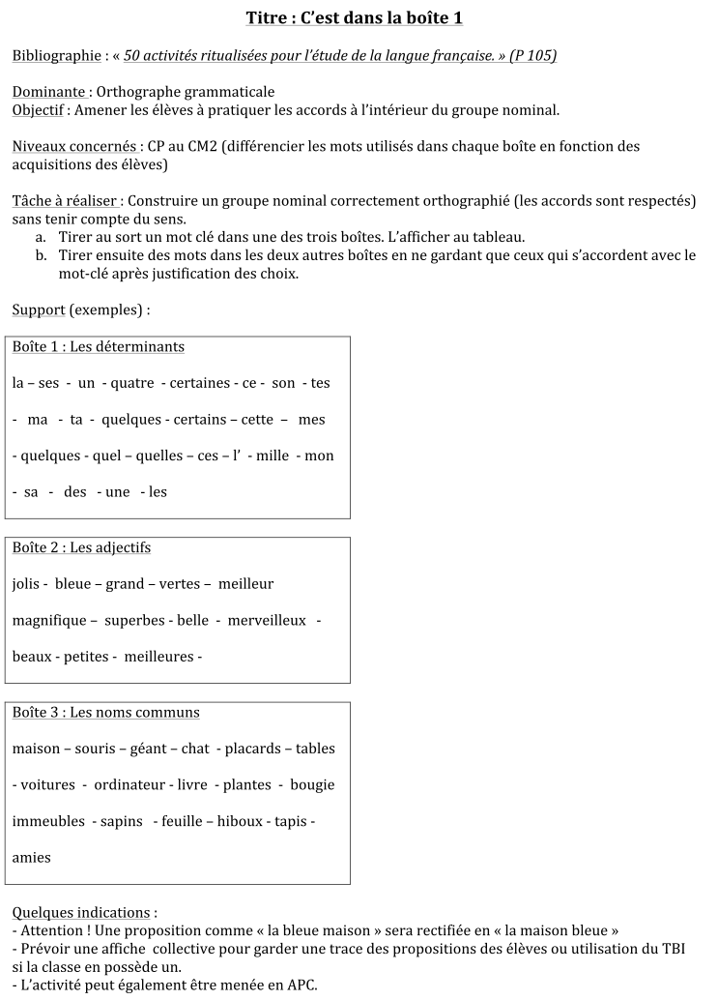 Titre : C’est dans la boîte 1
Bibliographie : « 50 activités ritualisées pour l’étude de la langue française. » (P 105)
Dominante : Orthographe grammaticale
Objectif : Amener les élèves à pratiquer les accords à l’intérieur du groupe nominal.
Niveaux concernés : CP au CM2 (différencier les mots utilisés dans chaque boîte en fonction des
acquisitions des élèves)
Tâche à réaliser : Construire un groupe nominal correctement orthographié (les accords sont respectés)
sans tenir compte du sens.
a. Tirer au sort un mot clé dans une des trois boîtes. L’afficher au tableau.
b. Tirer ensuite des mots dans les deux autres boîtes en ne gardant que ceux qui s’accordent avec le
mot-clé après justification des choix.
Support (exemples) :
Boîte 1 : Les déterminants
la – ses - un - quatre - certaines - ce - son - tes
- ma - ta - quelques - certains – cette – mes
- quelques - quel – quelles – ces – l’ - mille - mon
- sa - des - une - les
Boîte 2 : Les adjectifs
jolis - bleue – grand – vertes – meilleur
magnifique – superbes - belle - merveilleux -
beaux - petites - meilleures -
Boîte 3 : Les noms communs
maison – souris – géant – chat - placards – tables
- voitures - ordinateur - livre - plantes - bougie
immeubles - sapins - feuille – hiboux - tapis -
amies
Quelques indications :
- Attention ! Une proposition comme « la bleue maison » sera rectifiée en « la maison bleue »
- Prévoir une affiche collective pour garder une trace des propositions des élèves ou utilisation du TBI
si la classe en possède un.
- L’activité peut également être menée en APC.